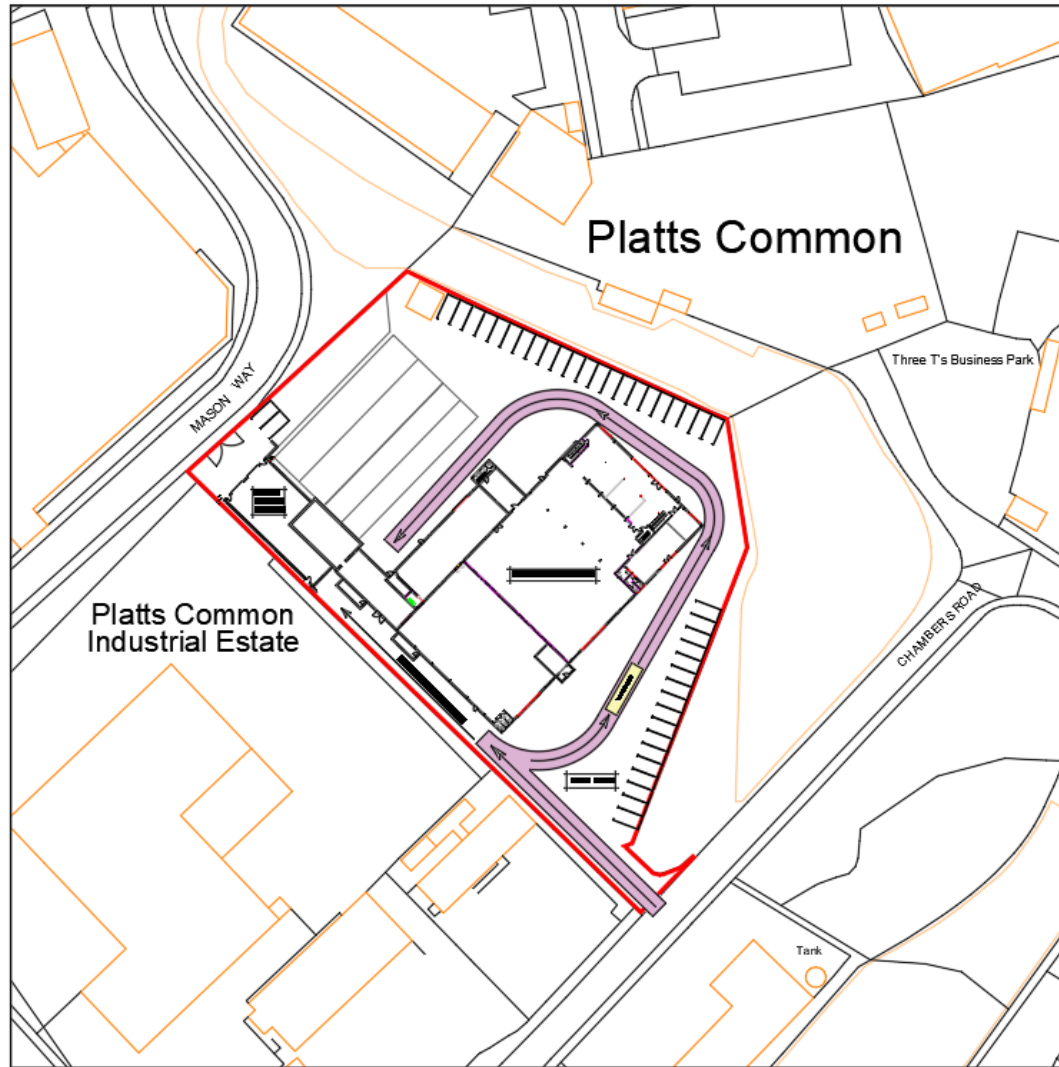 Platts Common
Three T's Business Park
MASON WAY
Platts Common
Industrial Estate
CHAMBERS ROAD
Tank